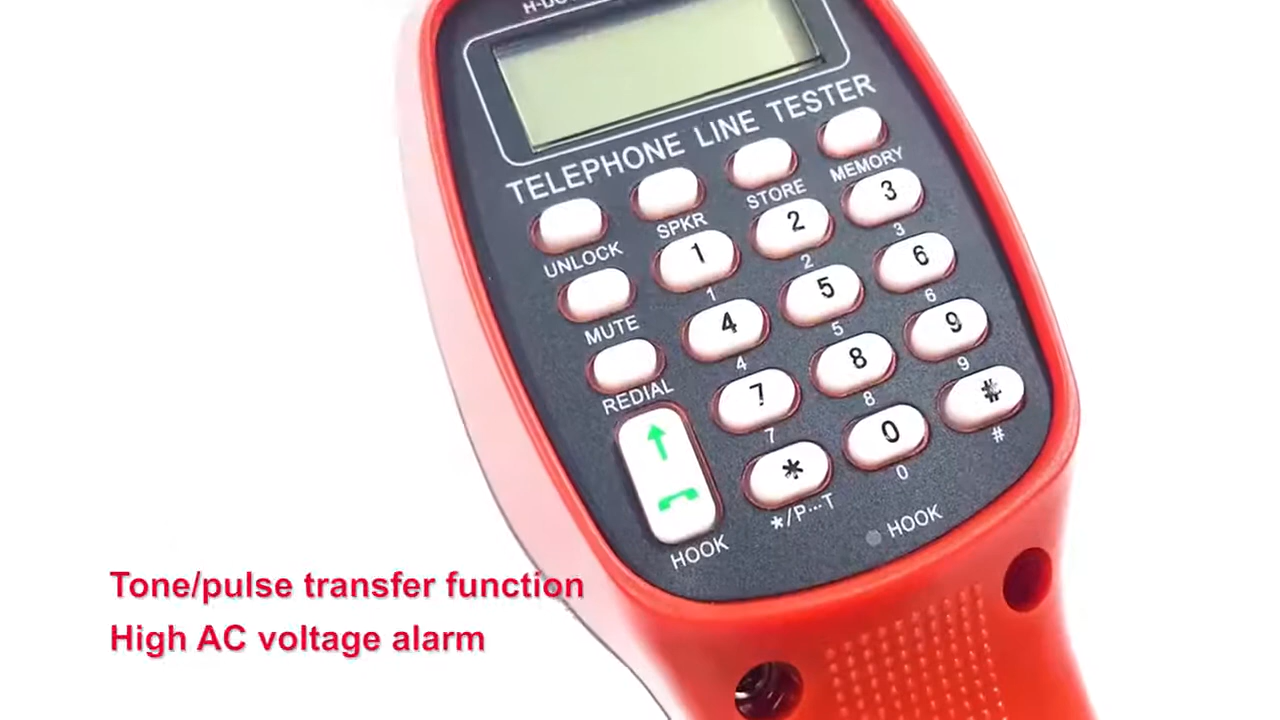 TELEPHONE LINE TESTER
UNLOCK
SPKR
STORE
MEMORY
MUTE
REDIAL
HOOK
1
2
3
1
2
3
4
5
6
4
5
6
7
8
9
7
8
9
*
0
#
*/P···T
0
#
HOOK
Tone/pulse transfer function
High AC voltage alarm